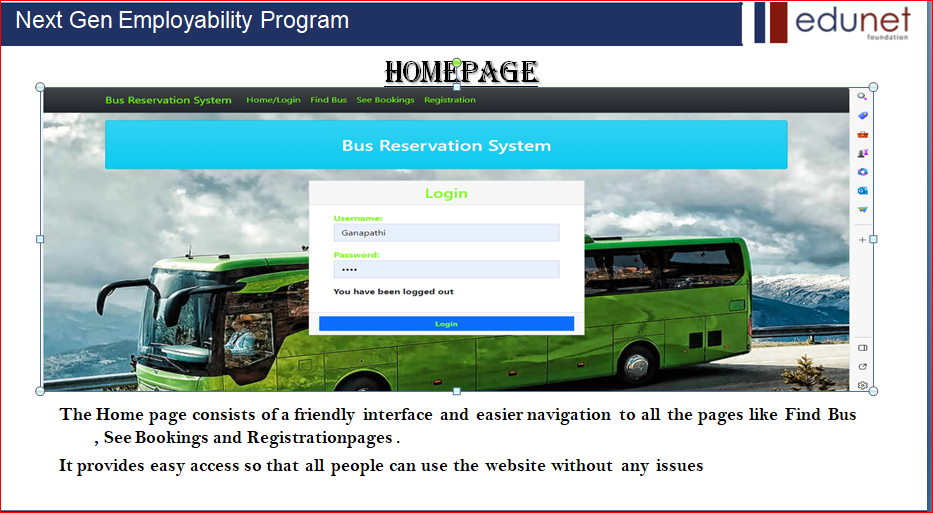 Next Gen Employability Program
edunet
foundation
HOMEPAGE
Bus Reservation System Home/Login Find Bus See Bookings Registration
Bus Reservation System
Login
Username:
Ganapathi
Password:
••••
You have been logged out
Login
The Home page consists of a friendly interface and easier navigation to all the pages like Find Bus
, See Bookings and Registrationpages .
It provides easy access so that all people can use the website without any issues